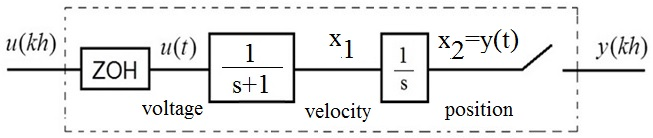 u(kh) ZOH u(t) 1/(s+1) x₁ 1/s x₂=y(t) y(kh)
voltage velocity position